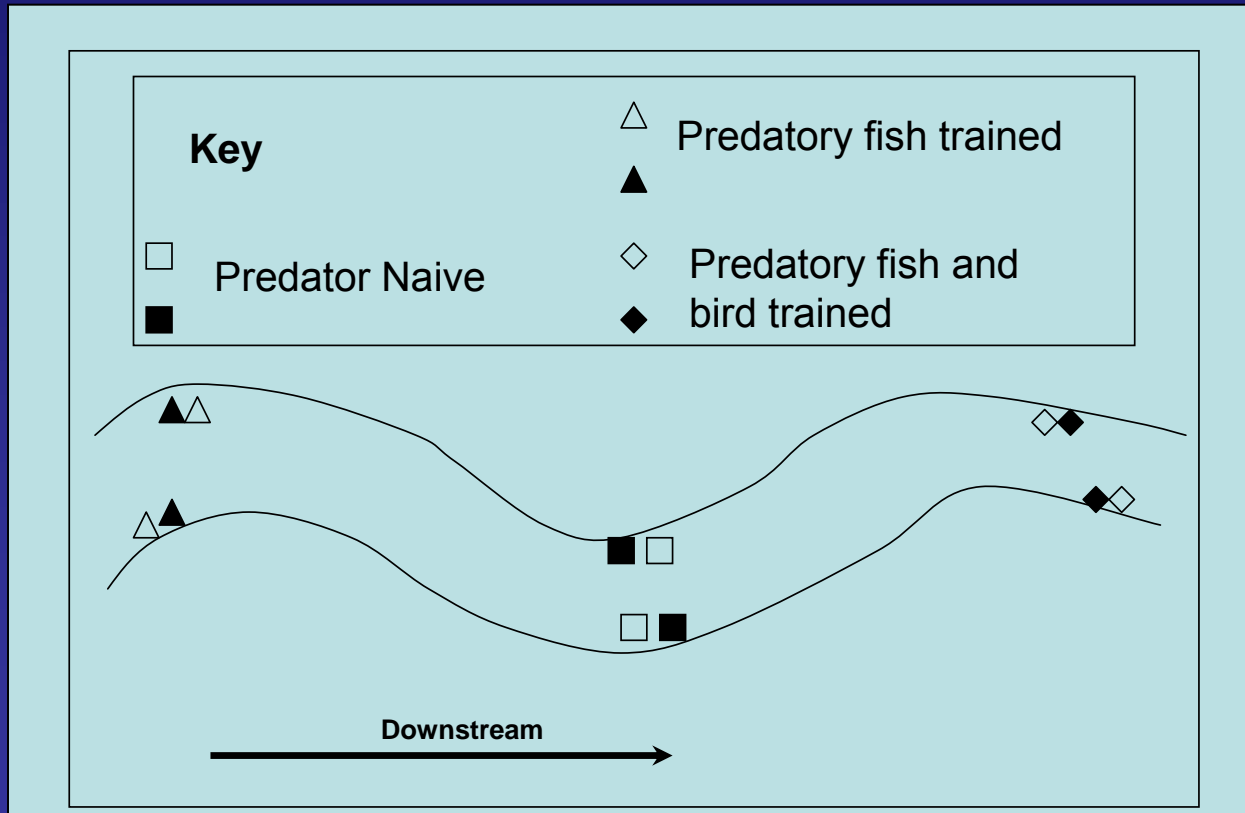 Key
Predatory fish trained
Predator Naive
Predatory fish and
bird trained
Downstream